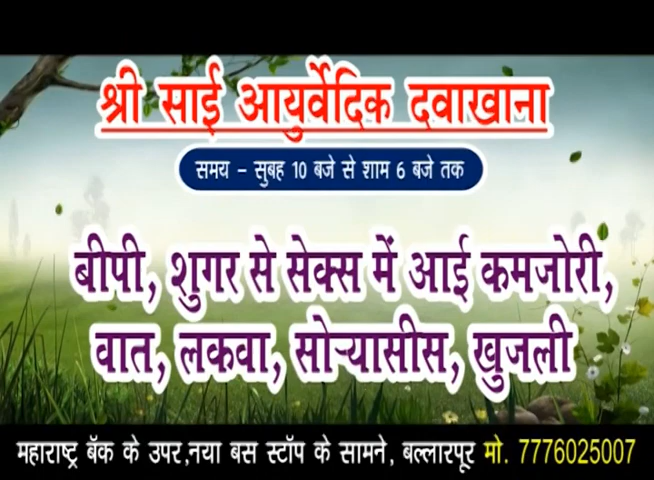 श्री साई आयुर्वेदिक दवाखाना
समय - सुबह 10 बजे से शाम 6 बजे तक
बीपी, शुगर से सेक्स में आई कमजोरी,
वात, लकवा, सोऱ्यासीस, खुजली
महाराष्ट्र बॅक के उपर,नया बस स्टॉप के सामने, बल्लारपूर मो. 7776025007